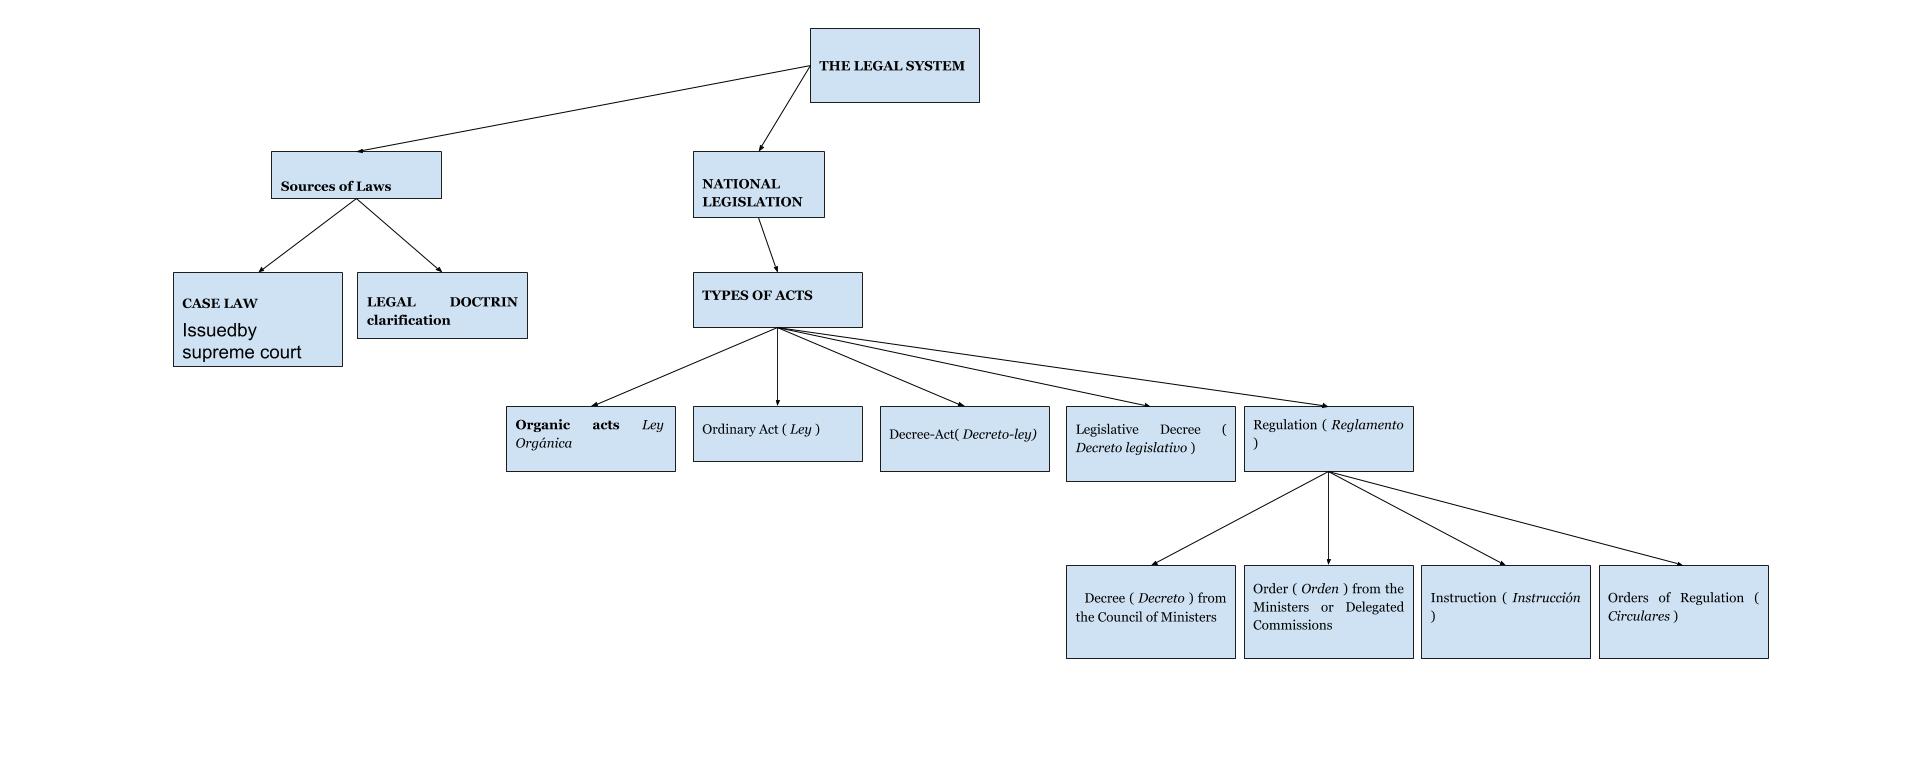 THE LEGAL SYSTEM
Sources of Laws
NATIONAL
LEGISLATION
CASE LAW
Issuedby
supreme court
LEGAL DOCTRIN
clarification
TYPES OF ACTS
Organic acts Ley
Orgánica
Ordinary Act ( Ley )
Decree-Act( Decreto-ley)
Legislative Decree (
Decreto legislativo )
Regulation ( Reglamento
)
Decree ( Decreto ) from
the Council of Ministers
Order ( Orden ) from the
Ministers or Delegated
Commissions
Instruction ( Instrucción
)
Orders of Regulation (
Circulares )